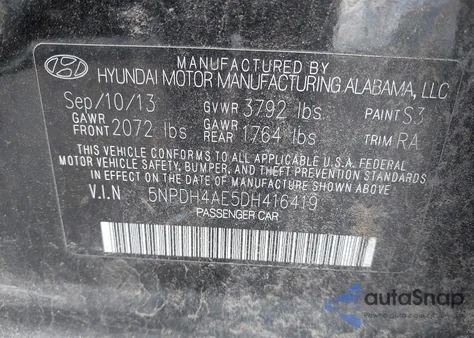 MANUFACTURED BY
HYUNDAI MOTOR MANUFACTURING ALABAMA, LLC
Sep/10/13 GVWR 3792 lbs PAINT S3
GAWR FRONT 2072 lbs GAWR REAR 1764 lbs TRIM RA
THIS VEHICLE CONFORMS TO ALL APPLICABLE U.S.A FEDERAL
MOTOR VEHICLE SAFETY, BUMPER, AND THEFT PREVENTION STANDARDS
IN EFFECT ON THE DATE OF MANUFACTURE SHOWN ABOVE.
V.I.N 5NPDH4AE5DH416419
PASSENGER CAR
autoSnap